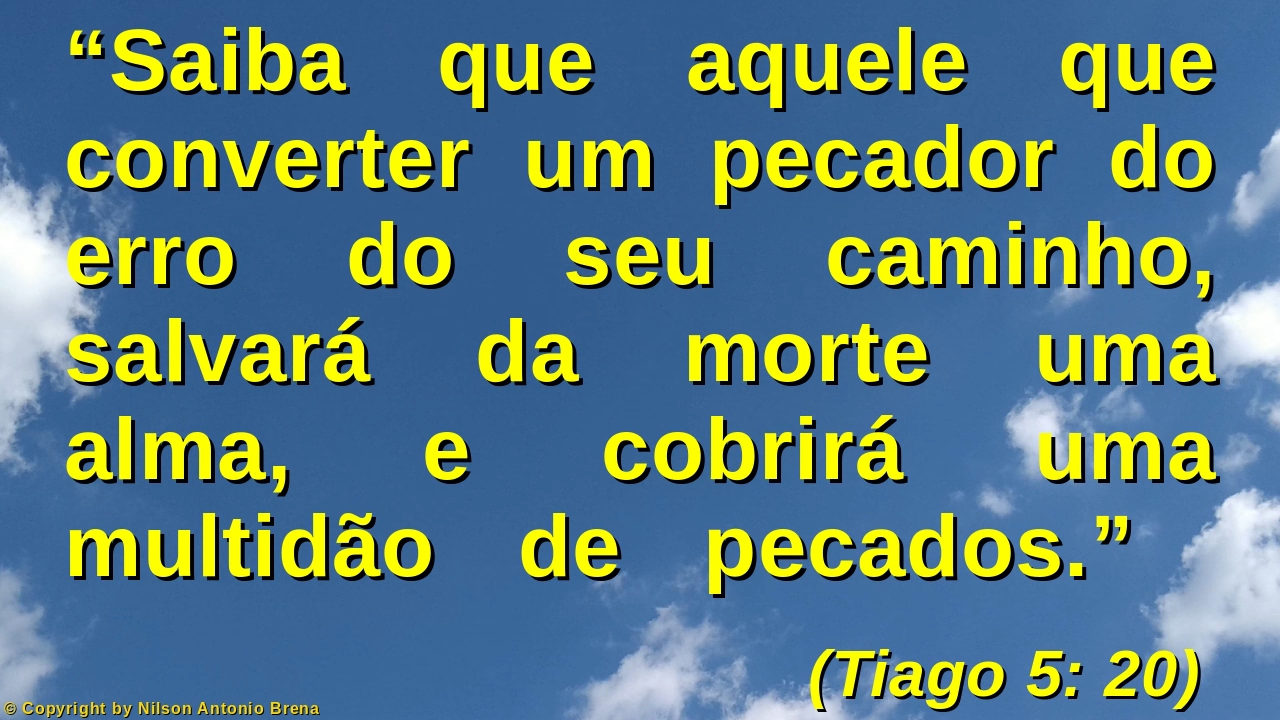 “Saiba que aquele que
converter um pecador do
erro do seu caminho,
salvará da morte uma
alma, e cobrirá uma
multidão de pecados.”
(Tiago 5: 20)
© Copyright by Nilson Antonio Brena